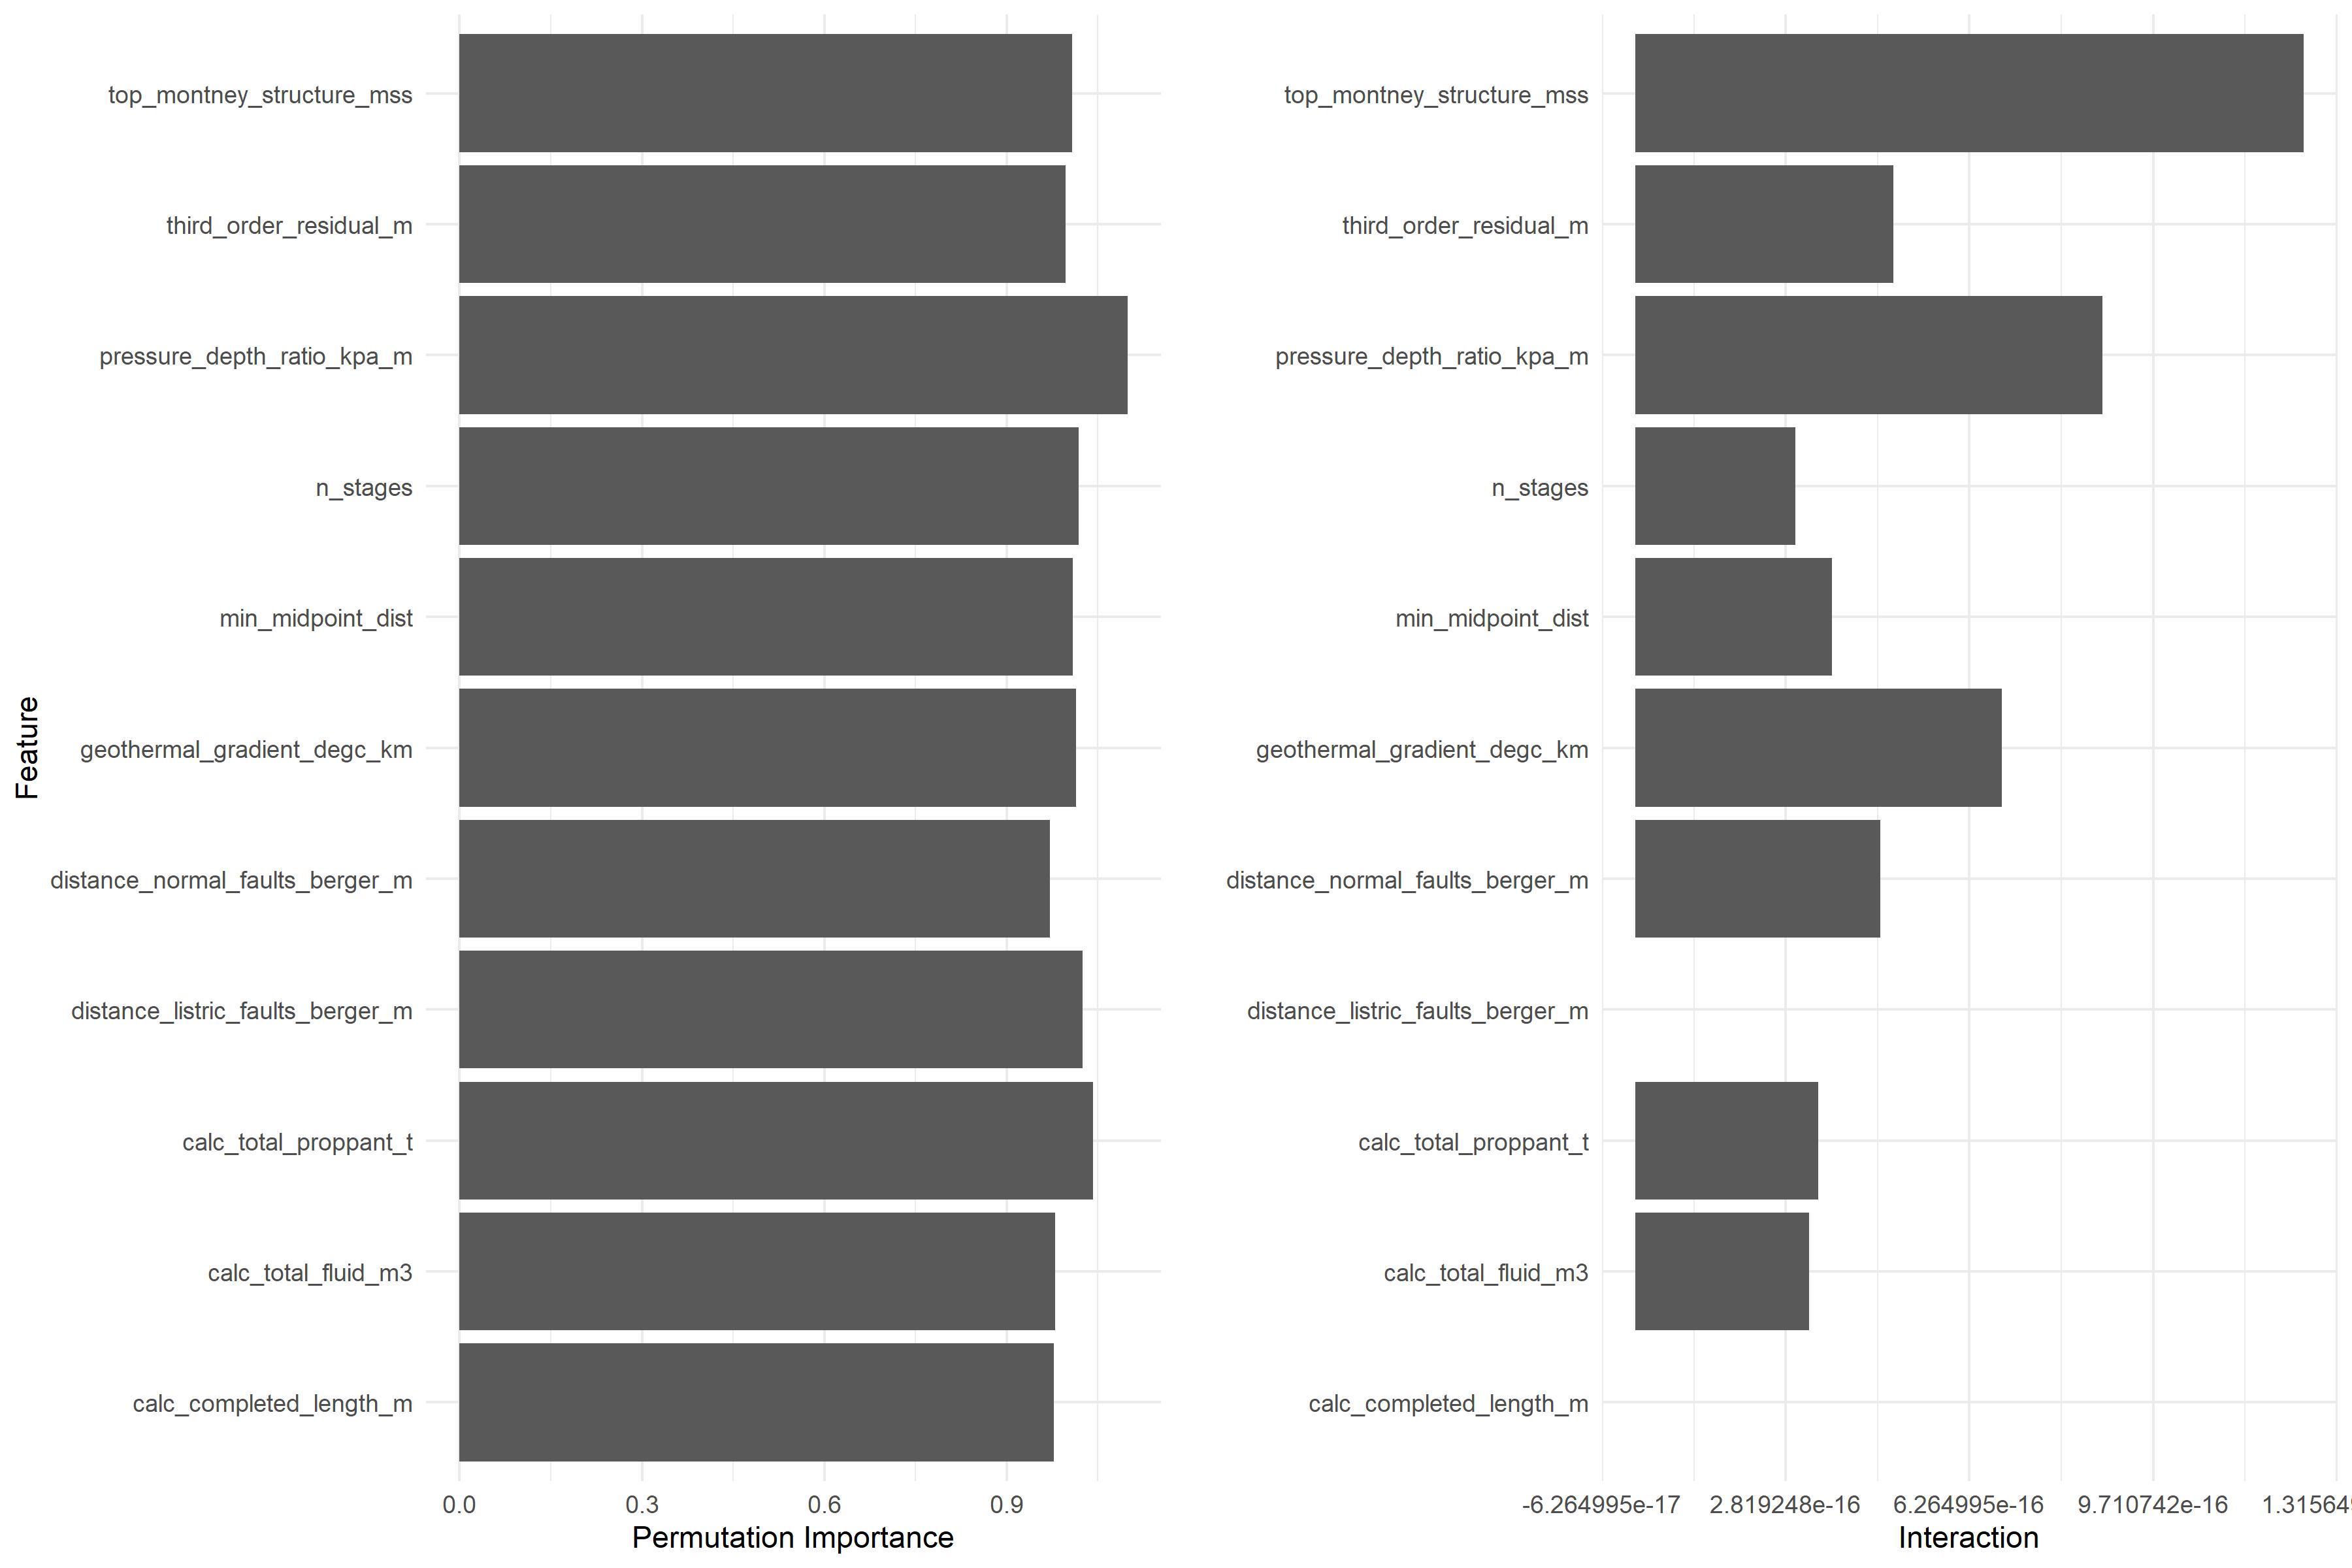 Feature
top_montney_structure_mss
third_order_residual_m
pressure_depth_ratio_kpa_m
n_stages
min_midpoint_dist
geothermal_gradient_degc_km
distance_normal_faults_berger_m
distance_listric_faults_berger_m
calc_total_proppant_t
calc_total_fluid_m3
calc_completed_length_m
0.0 0.3 0.6 0.9
Permutation Importance
top_montney_structure_mss
third_order_residual_m
pressure_depth_ratio_kpa_m
n_stages
min_midpoint_dist
geothermal_gradient_degc_km
distance_normal_faults_berger_m
distance_listric_faults_berger_m
calc_total_proppant_t
calc_total_fluid_m3
calc_completed_length_m
-6.264995e-17 2.819248e-16 6.264995e-16 9.710742e-16
Interaction